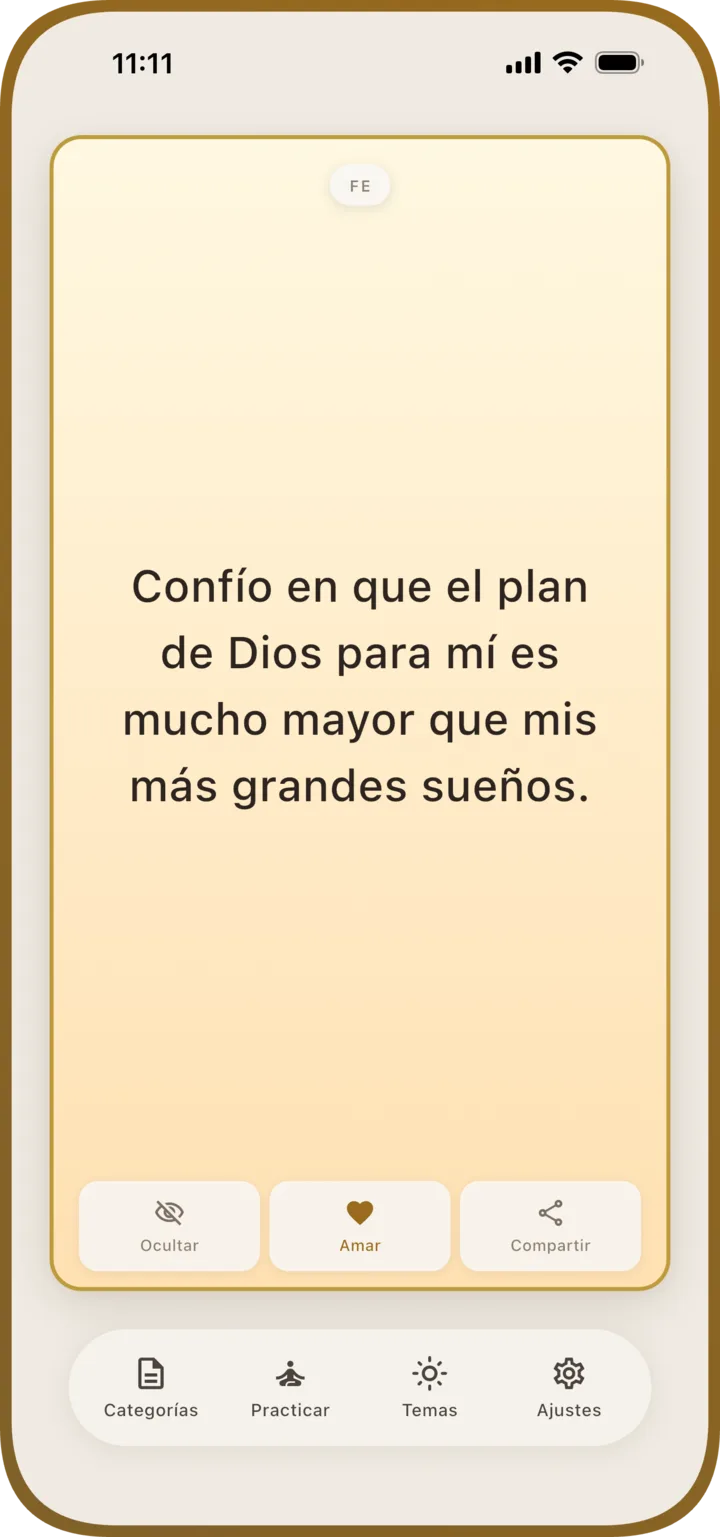 11:11
FE
Confío en que el plan
de Dios para mí es
mucho mayor que mis
más grandes sueños.
Ocultar
Amar
Compartir
Categorías
Practicar
Temas
Ajustes